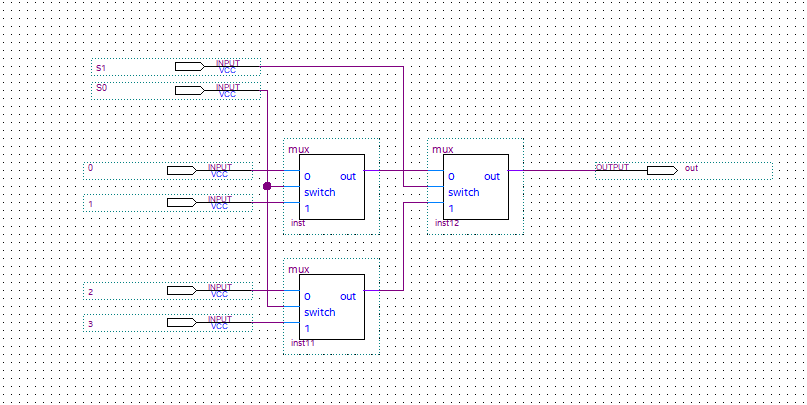 S1 INPUT
VCC
S0 INPUT
VCC
mux
mux
0 INPUT
VCC
0 out
0 out
OUTPUT out
switch
switch
1 INPUT
VCC
1
1
inst
inst12
mux
2 INPUT
VCC
0 out
switch
3 INPUT
VCC
1
inst11